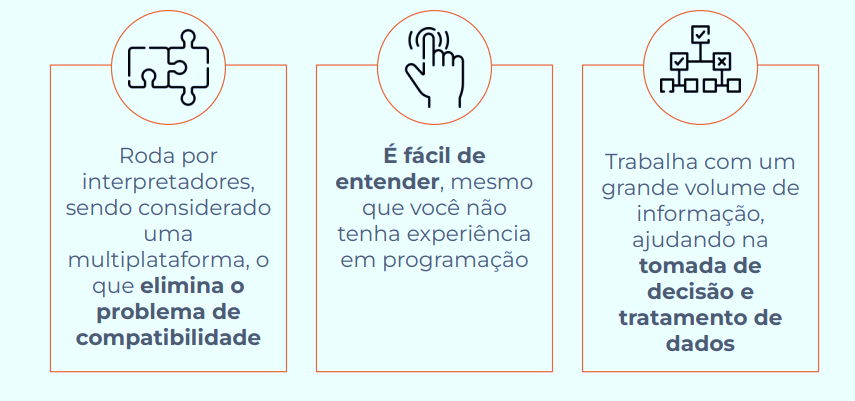 Roda por
interpretadores,
sendo considerado
uma
multiplataforma, o
que elimina o
problema de
compatibilidade
É fácil de
entender, mesmo
que você não
tenha experiência
em programação
Trabalha com um
grande volume de
informação,
ajudando na
tomada de
decisão e
tratamento de
dados